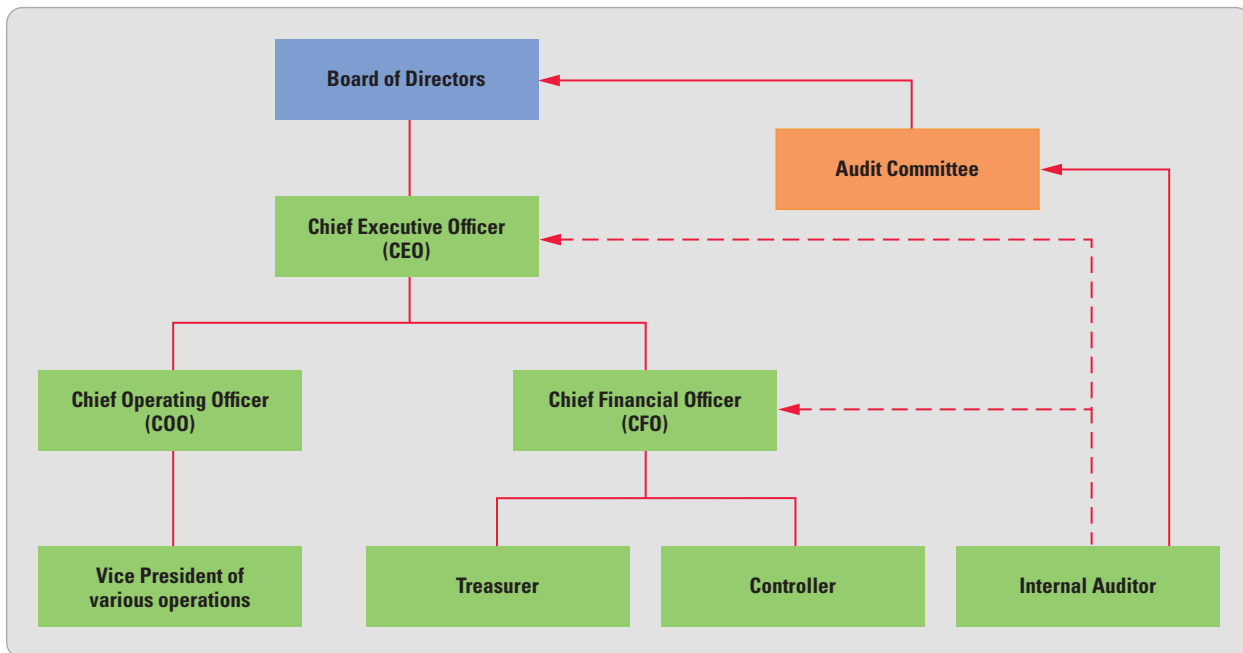 Board of Directors
Audit Committee
Chief Executive Officer
(CEO)
Chief Operating Officer
(COO)
Chief Financial Officer
(CFO)
Vice President of
various operations
Treasurer
Controller
Internal Auditor